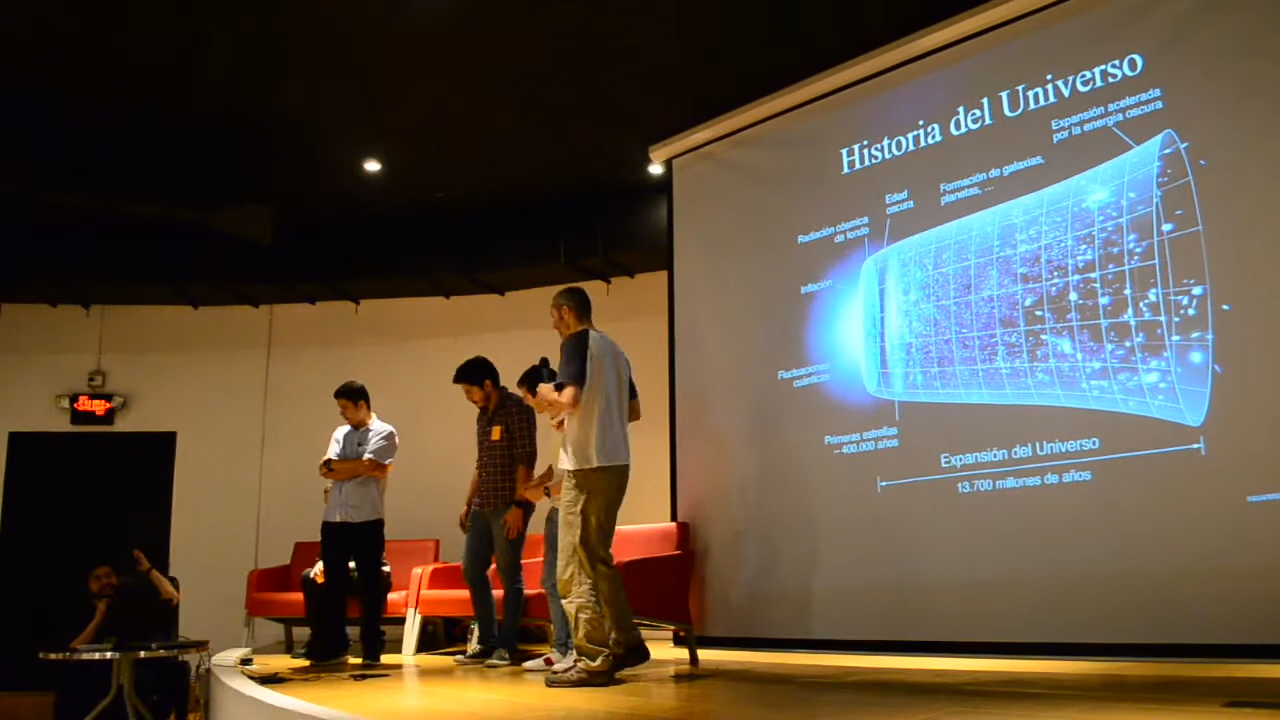 Historia del Universo
Expansión acelerada
por la energía oscura
Formación de galaxias,
planetas, ...
Edad
oscura
Radiación cósmica
de fondo
Inflación
Fluctuaciones
cuánticas
Primeras estrellas
~ 400.000 años
Expansión del Universo
13.700 millones de años
SALIDA